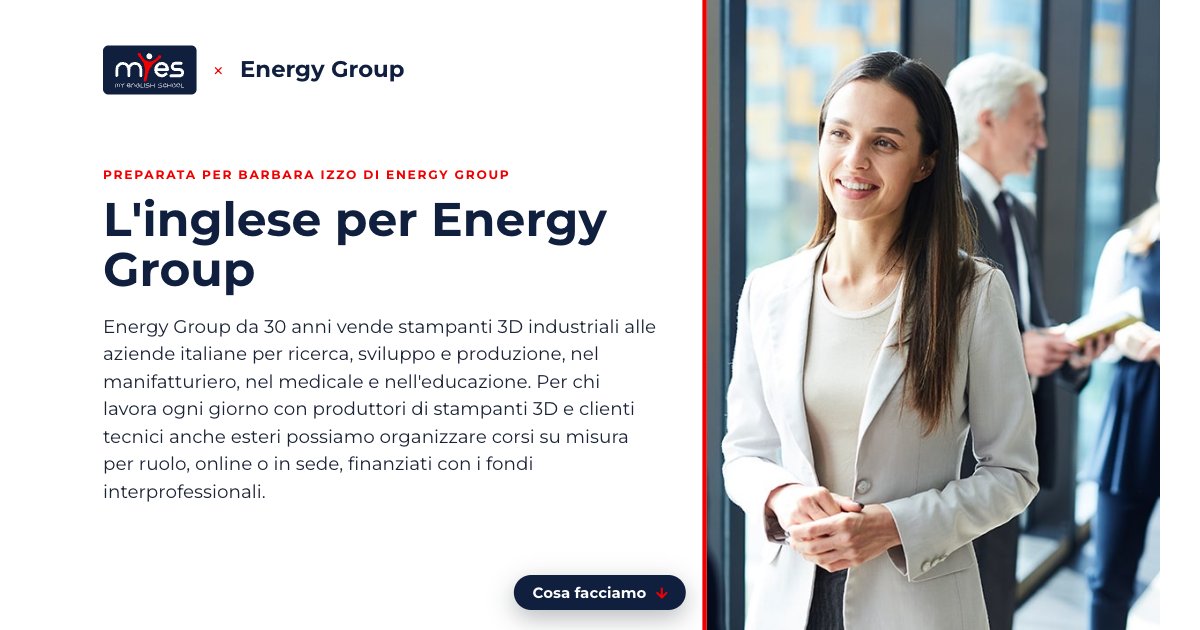 myes
MY ENGLISH SCHOOL
× Energy Group
PREPARATA PER BARBARA IZZO DI ENERGY GROUP
L'inglese per Energy
Group
Energy Group da 30 anni vende stampanti 3D industriali alle
aziende italiane per ricerca, sviluppo e produzione, nel
manifatturiero, nel medicale e nell'educazione. Per chi
lavora ogni giorno con produttori di stampanti 3D e clienti
tecnici anche esteri possiamo organizzare corsi su misura
per ruolo, online o in sede, finanziati con i fondi
interprofessionali.
Cosa facciamo ↓